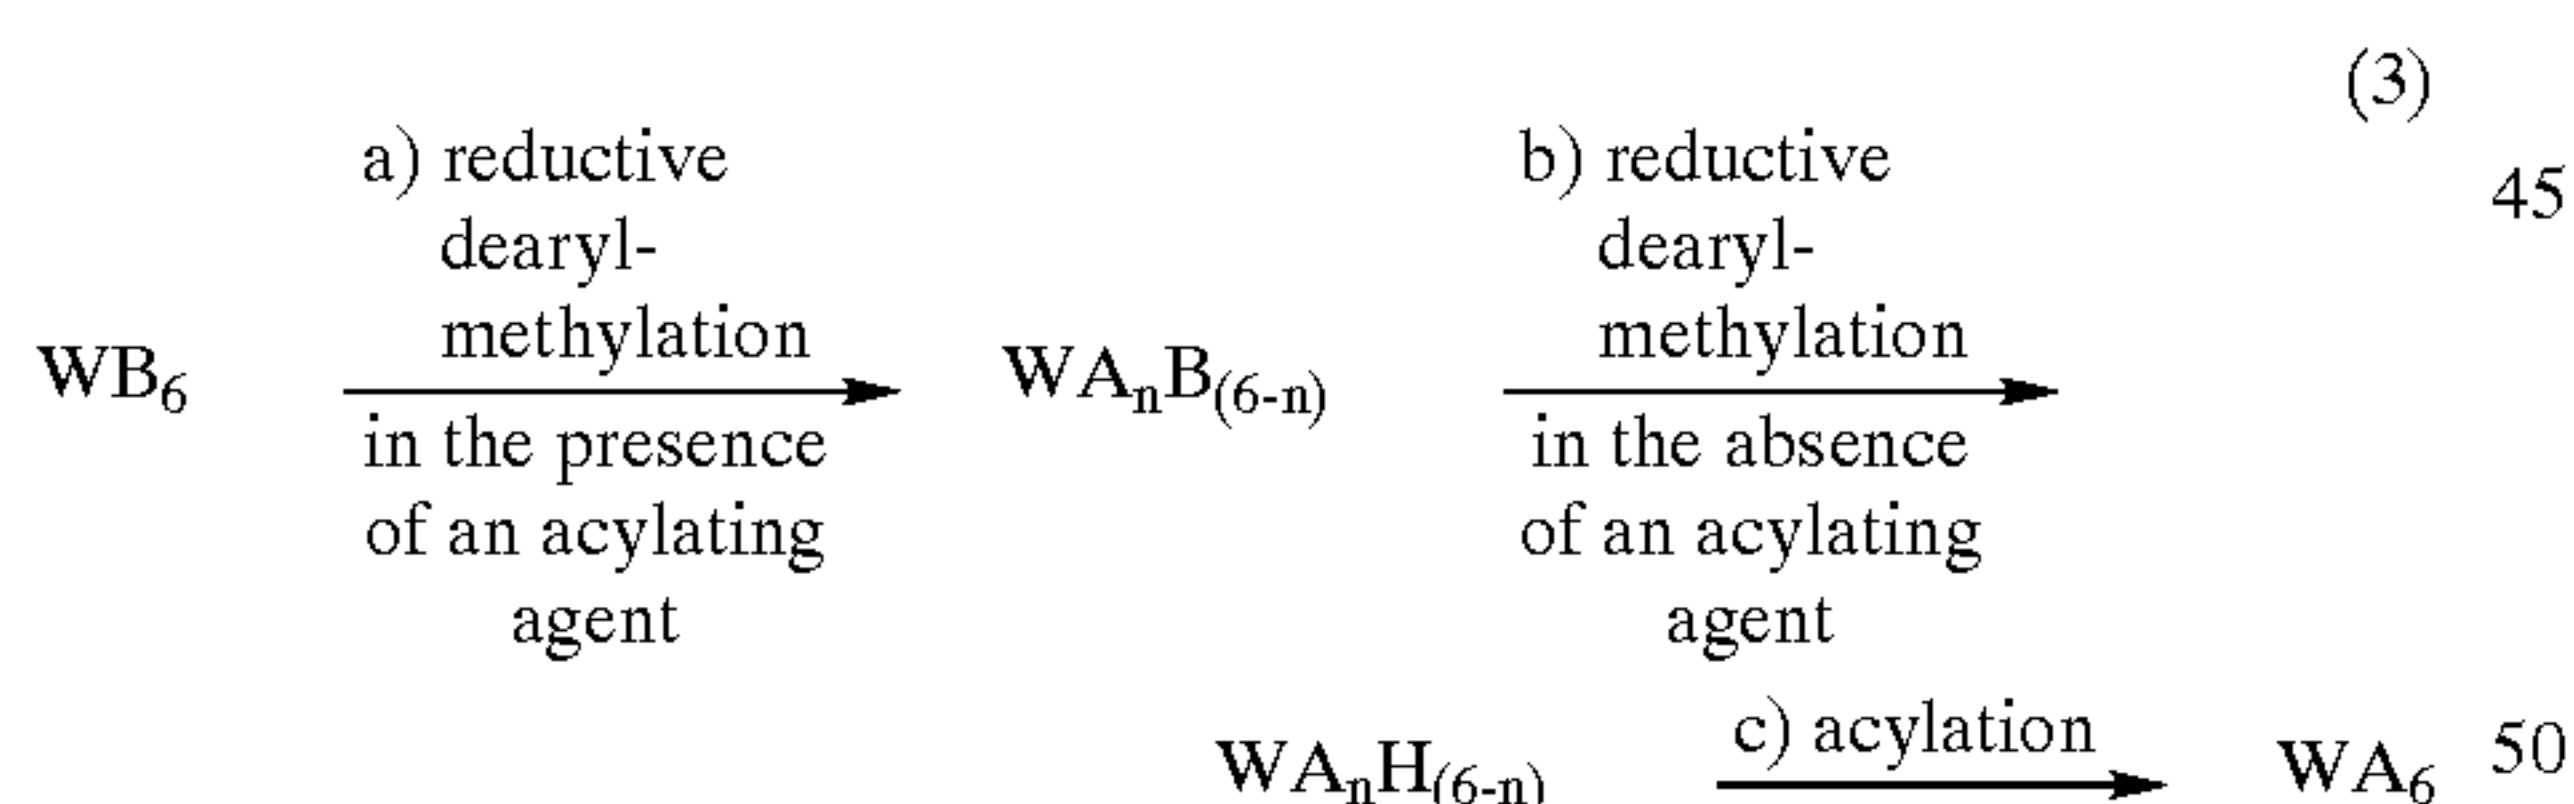 (3)
a) reductive
dearyl-
methylation
WB6
in the presence
of an acylating
agent
WAnB(6-n)
b) reductive
dearyl-
methylation
in the absence
of an acylating
agent
45
WAnH(6-n)
c) acylation
WA6
50